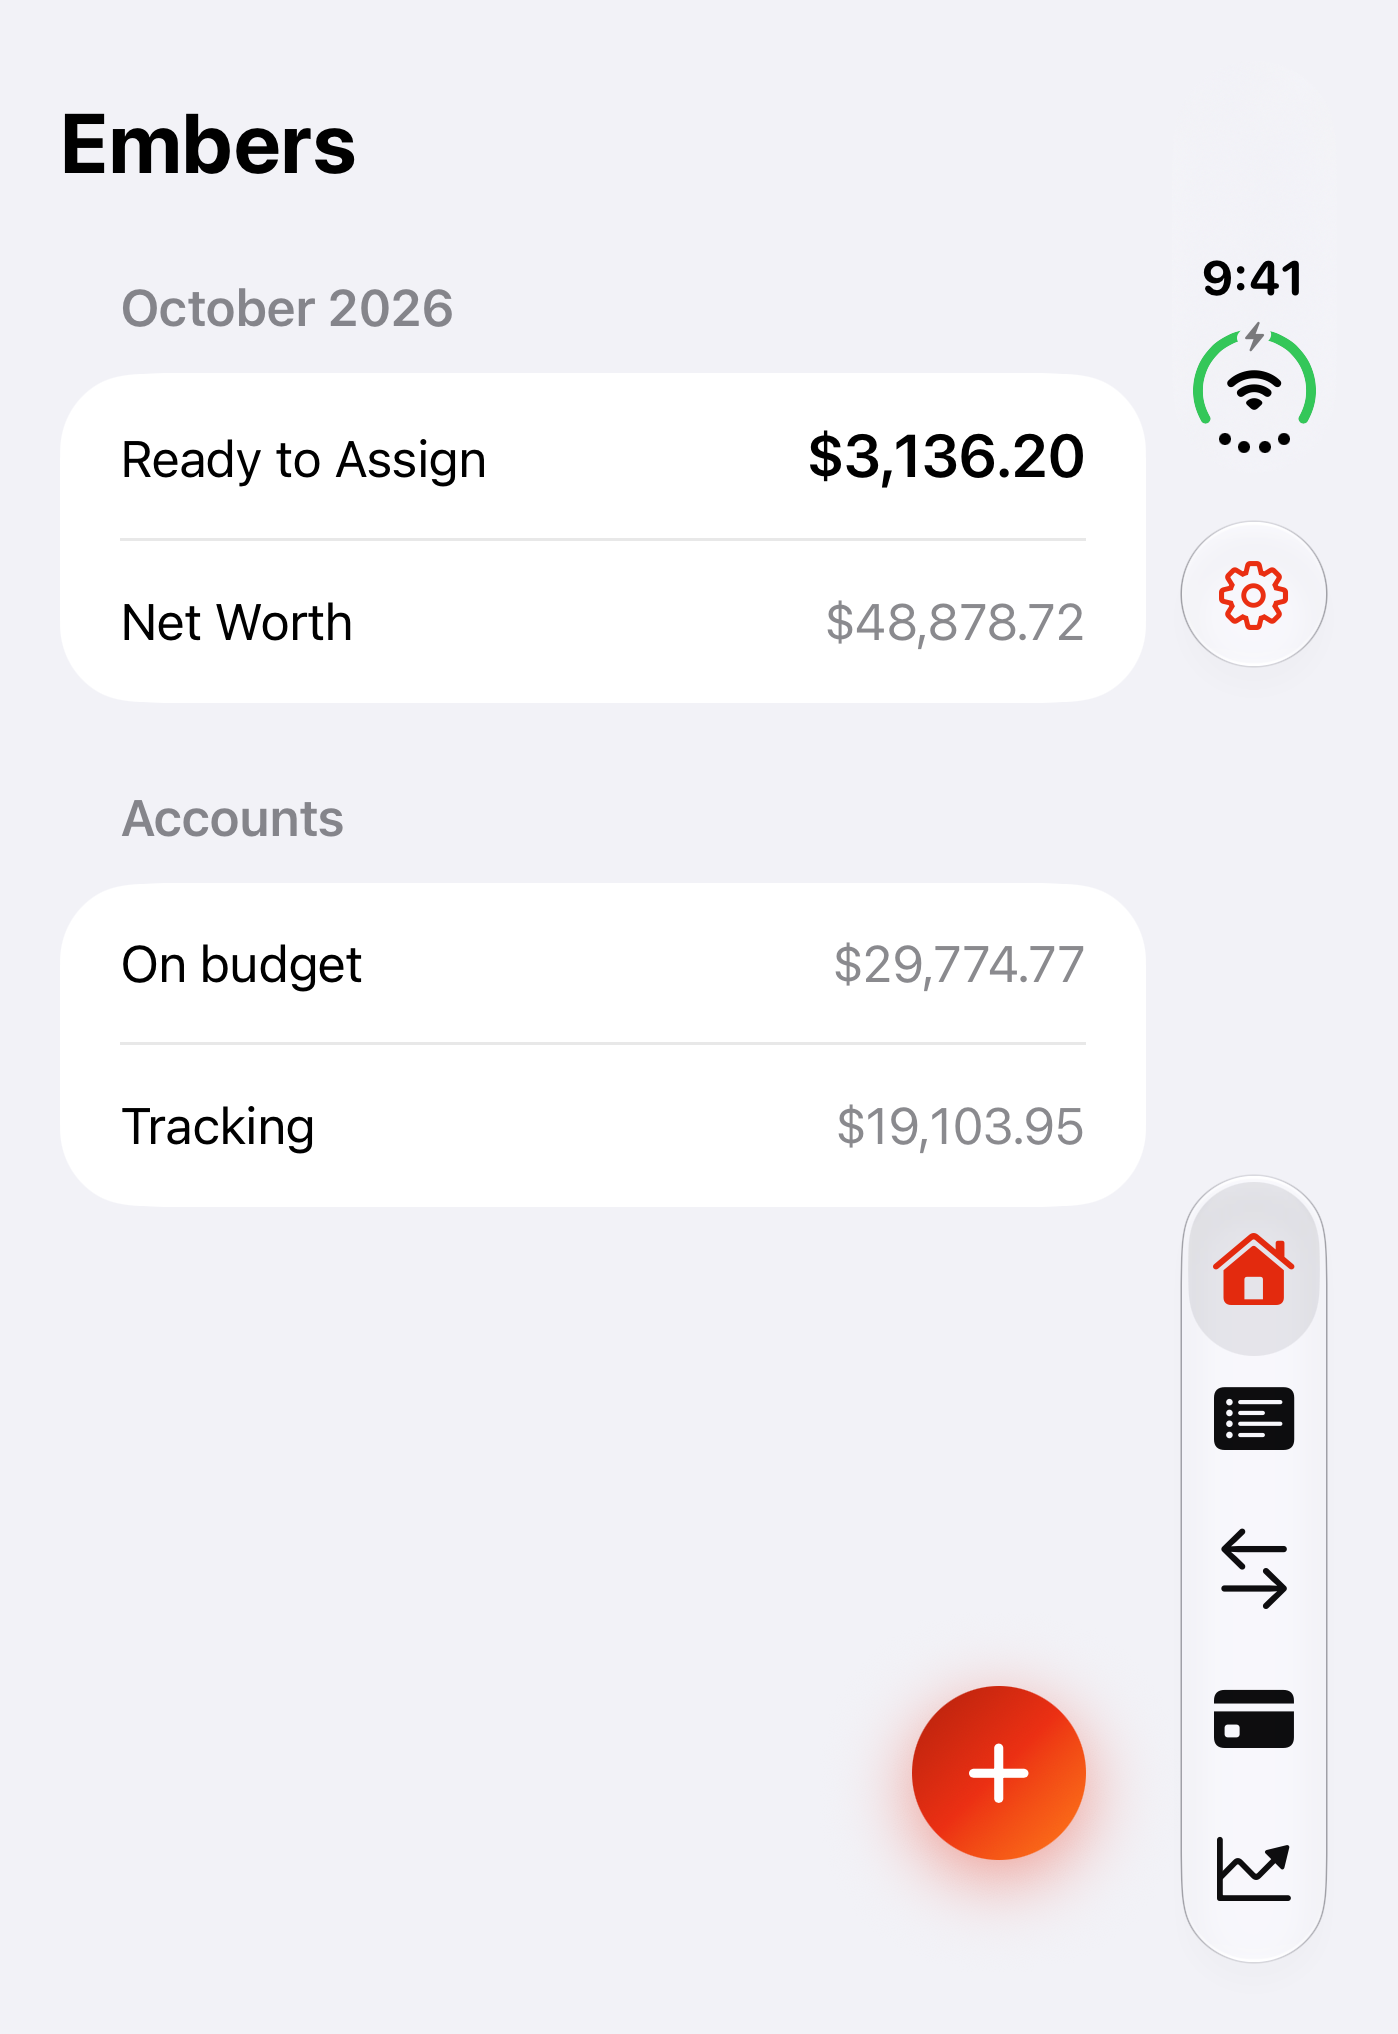 Embers
9:41
October 2026
Ready to Assign $3,136.20
Net Worth $48,878.72
Accounts
On budget $29,774.77
Tracking $19,103.95